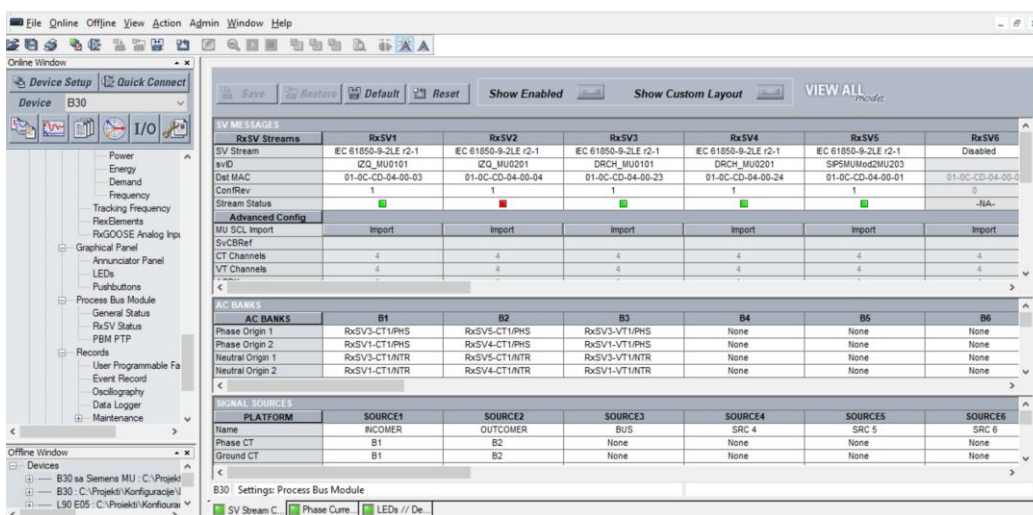 File Online Offline View Action Admin Window Help
Online Window
Device Setup Quick Connect
Device B30
I/O
Power
Energy
Demand
Frequency
Tracking Frequency
FlexElements
RxGOOSE Analog Inpu
Graphical Panel
Annunciator Panel
LEDs
Pushbuttons
Process Bus Module
General Status
RxSV Status
PBM PTP
Records
User Programmable Fa
Event Record
Oscillography
Data Logger
Maintenance
Offline Window
Devices
B30 sa Siemens MU : C:\Projekt
B30 : C:\Projekti\Konfiguracije\
L90 E05 : C:\Projekti\Konfigurac
Save Restore Default Reset Show Enabled Show Custom Layout VIEW ALL mode
SV MESSAGES
RxSV Streams RxSV1 RxSV2 RxSV3 RxSV4 RxSV5 RxSV6
SV Stream IEC 61850-9-2LE r2-1 IEC 61850-9-2LE r2-1 IEC 61850-9-2LE r2-1 IEC 61850-9-2LE r2-1 IEC 61850-9-2LE r2-1 Disabled
svID IZQ_MU0101 IZQ_MU0201 DRCH_MU0101 DRCH_MU0201 SIP5MUMod2MU203
Dst MAC 01-0C-CD-04-00-03 01-0C-CD-04-00-04 01-0C-CD-04-00-23 01-0C-CD-04-00-24 01-0C-CD-04-00-01 01-0C-CD-04-00-0
ConfRev 1 1 1 1 1 0
Stream Status -NA-
Advanced Config
MU SCL Import Import Import Import Import Import Import
SvCBRef
CT Channels 4 4 4 4 4 4
VT Channels 4 4 4 4 4 4
AC BANKS
AC BANKS B1 B2 B3 B4 B5 B6
Phase Origin 1 RxSV3-CT1/PHS RxSV5-CT1/PHS RxSV3-VT1/PHS None None None
Phase Origin 2 RxSV1-CT1/PHS RxSV4-CT1/PHS RxSV1-VT1/PHS None None None
Neutral Origin 1 RxSV3-CT1/NTR RxSV5-CT1/NTR RxSV3-VT1/NTR None None None
Neutral Origin 2 RxSV1-CT1/NTR RxSV4-CT1/NTR RxSV1-VT1/NTR None None None
SIGNAL SOURCES
PLATFORM SOURCE1 SOURCE2 SOURCE3 SOURCE4 SOURCE5 SOURCE6
Name INCOMER OUTCOMER BUS SRC 4 SRC 5 SRC 6
Phase CT B1 B2 None None None None
Ground CT B1 B2 None None None None
B30 Settings: Process Bus Module
SV Stream C... Phase Curre... LEDs // De...